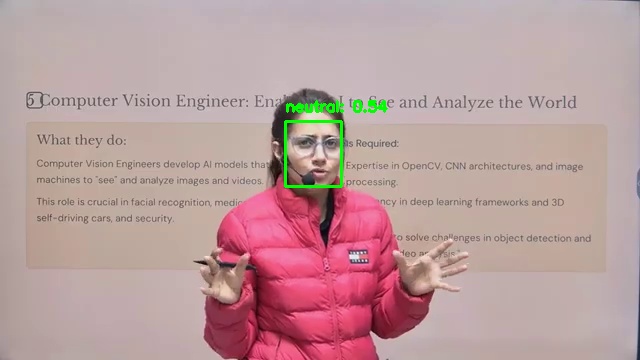 neutral: 0.54
5 Computer Vision Engineer: to See and Analyze the World
What they do:
Required:
Computer Vision Engineers develop AI models that
machines to "see" and analyze images and videos.
This role is crucial in facial recognition,
self-driving cars, and security.
Expertise in OpenCV, CNN architectures, and image
processing.
in deep learning frameworks and 3D
to solve challenges in object detection and